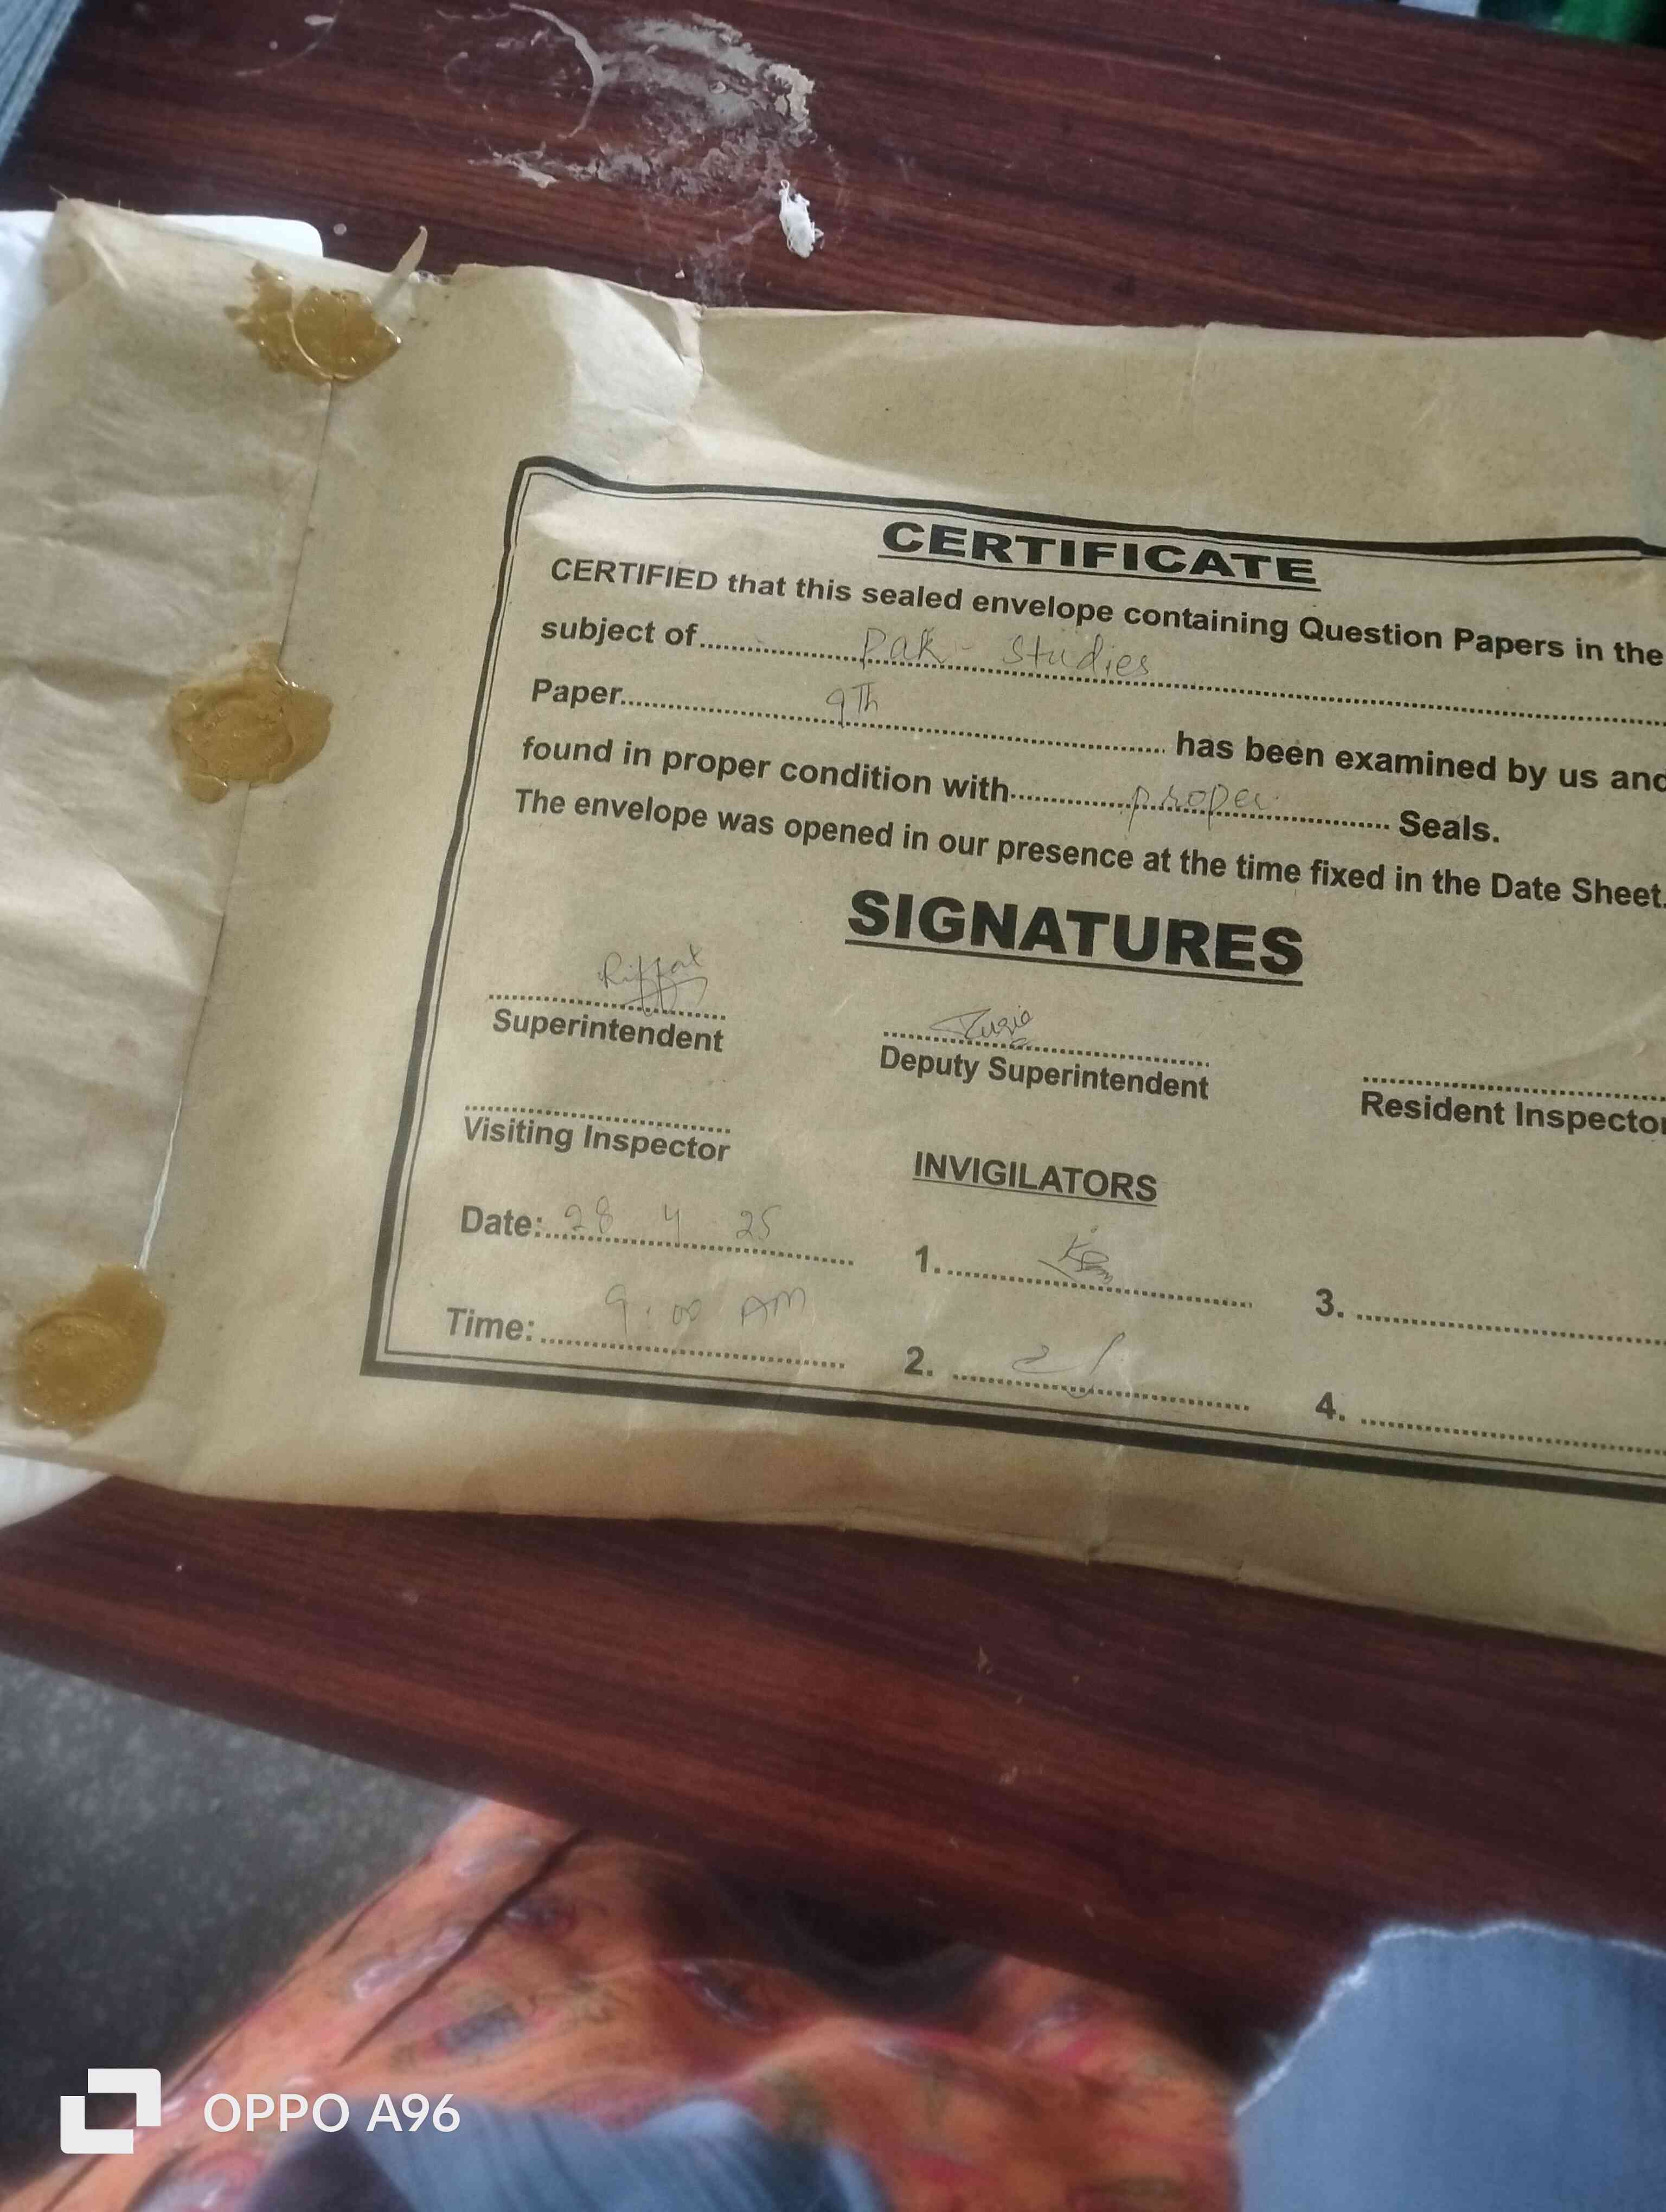 CERTIFICATE
CERTIFIED that this sealed envelope containing Question Papers in the
subject of Pak-Studies
Paper 9Th has been examined by us and
found in proper condition with proper Seals.
The envelope was opened in our presence at the time fixed in the Date Sheet.
SIGNATURES
Riffat
Superintendent
Deputy Superintendent
Resident Inspector
Visiting Inspector
INVIGILATORS
Date: 28 4 25
1.
3.
Time: 9:00 AM
2.
4.
OPPO A96